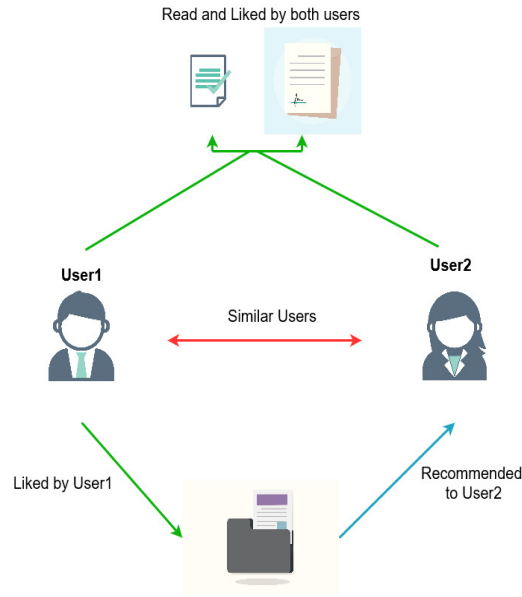 Read and Liked by both users
User1
User2
Similar Users
Liked by User1
Recommended
to User2